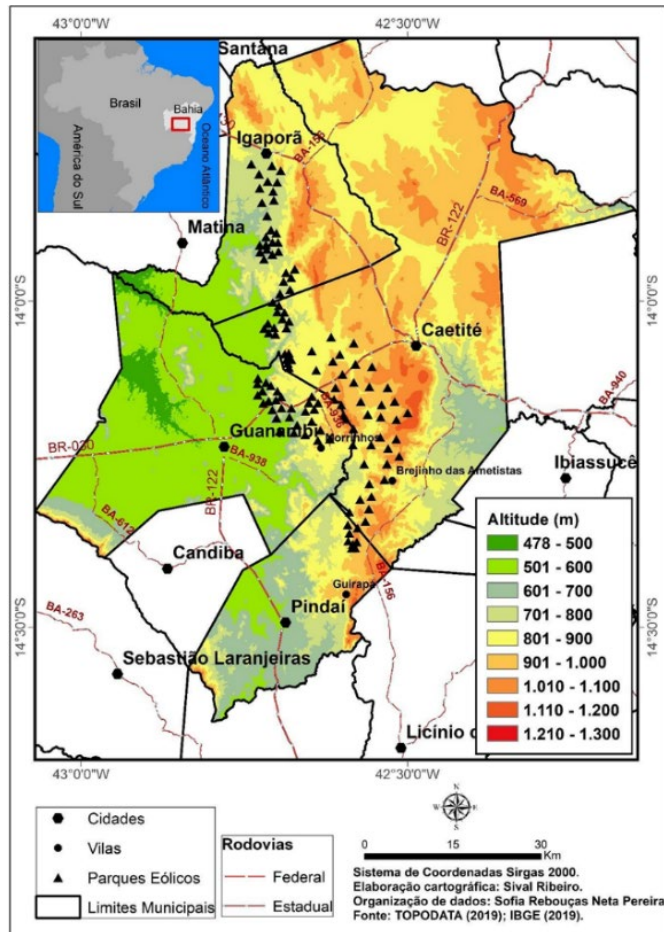 43°0'0"W
42°30'0"W
Santana
Brasil
Bahia
América do Sul
Oceano Atlântico
Igaporã
BA-156
BA-569
BR-122
Matina
14°0'0"S
14°0'0"S
Caetité
BA-940
BA-936
Guanambi
Morrinhos
BR-030
BA-938
Brejinho das Ametistas
Ibiassucê
BR-122
BA-612
Candiba
Guirapá
BA-156
Pindaí
BA-263
14°30'0"S
14°30'0"S
Sebastião Laranjeiras
Licínio
Altitude (m)
478 - 500
501 - 600
601 - 700
701 - 800
801 - 900
901 - 1.000
1.010 - 1.100
1.110 - 1.200
1.210 - 1.300
43°0'0"W
42°30'0"W
Cidades
Vilas
Parques Eólicos
Limites Municipais
Rodovias
Federal
Estadual
N
W
E
S
0 15 30
Km
Sistema de Coordenadas Sirgas 2000.
Elaboração cartográfica: Sival Ribeiro.
Organização de dados: Sofia Rebouças Neta Pereira
Fonte: TOPODATA (2019); IBGE (2019).